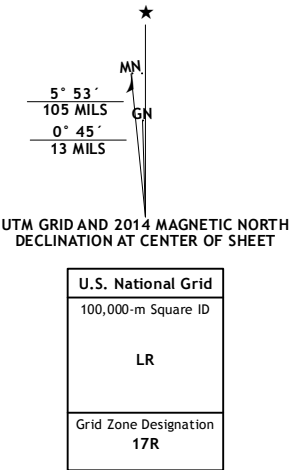 ★
MN.
5° 53´
105 MILS
GN
0° 45´
13 MILS
UTM GRID AND 2014 MAGNETIC NORTH
DECLINATION AT CENTER OF SHEET
U.S. National Grid
100,000-m Square ID
LR
Grid Zone Designation
17R